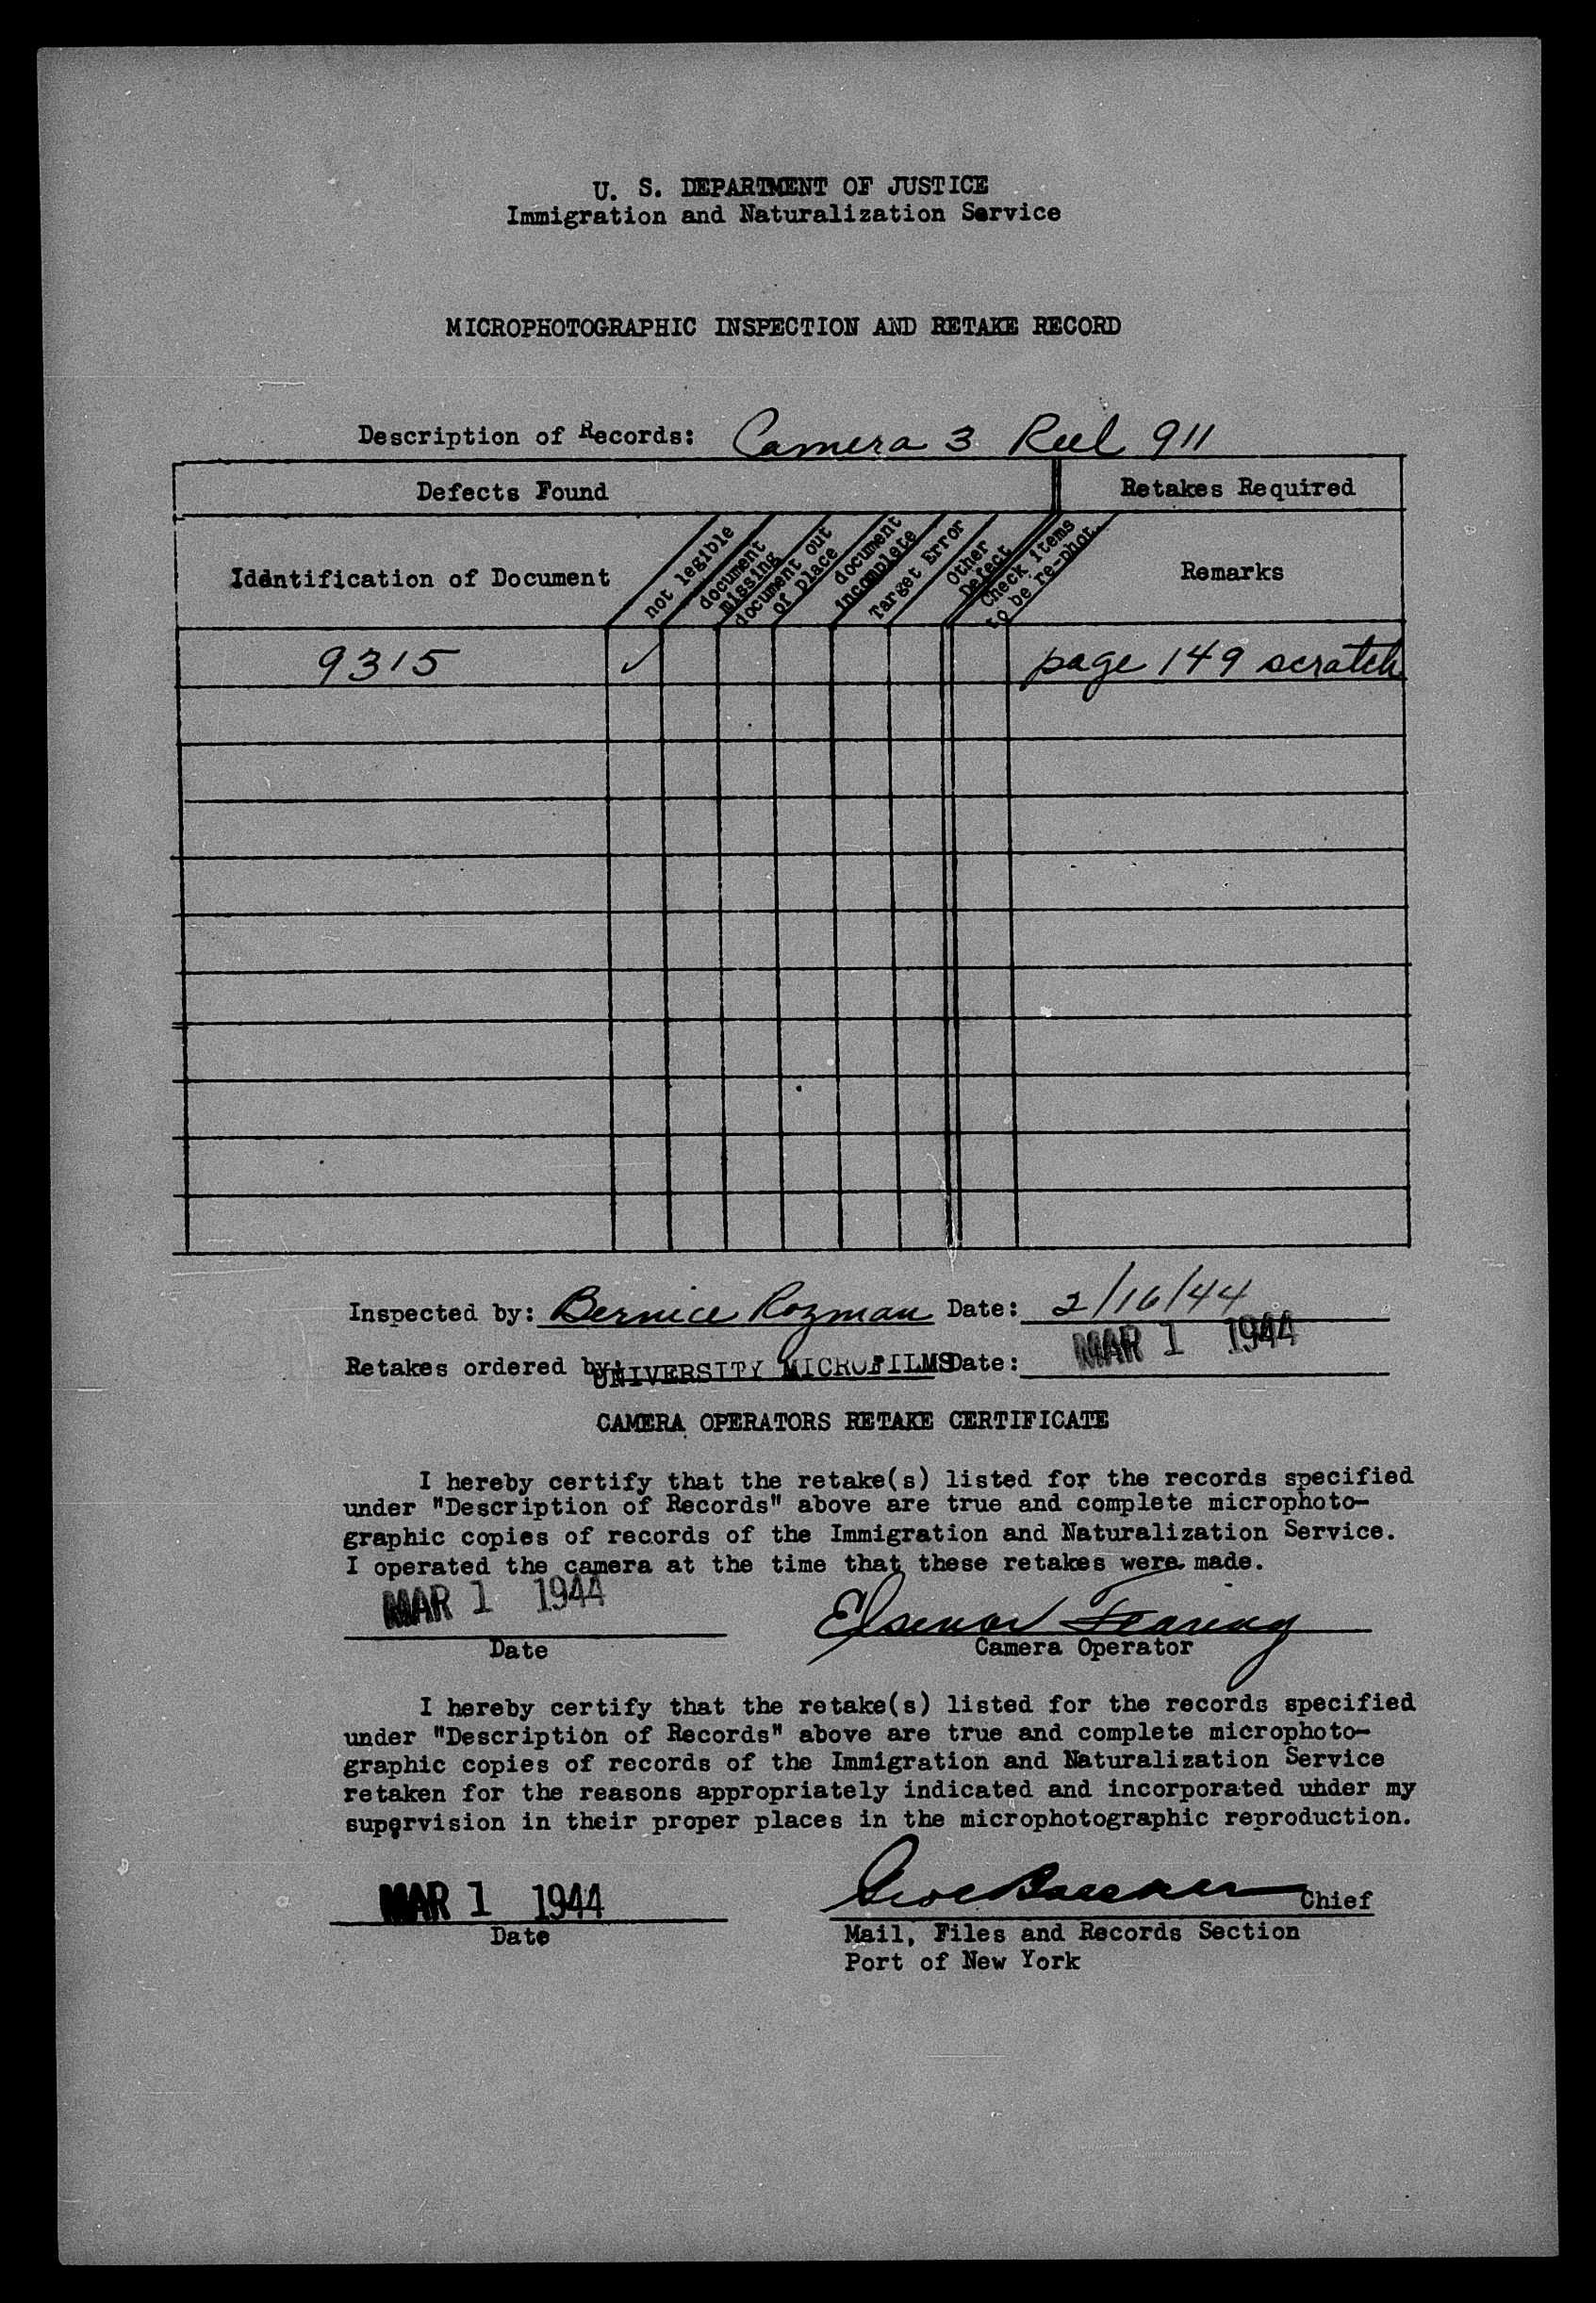 U. S. DEPARTMENT OF JUSTICE
Immigration and Naturalization Service
MICROPHOTOGRAPHIC INSPECTION AND RETAKE RECORD
Description of Records: Camera 3 Reel 911
Defects Found
Retakes Required
Identification of Document
not legible
document missing
document out of place
document incomplete
Target Error
Other Defect
Check items to be re-phot.
Remarks
9315 ✓ page 149 scratch
Inspected by: Bernice Rozman Date: 2/16/44
Retakes ordered by: UNIVERSITY MICROFILMS Date: MAR 1 1944
CAMERA OPERATORS RETAKE CERTIFICATE
I hereby certify that the retake(s) listed for the records specified
under "Description of Records" above are true and complete microphoto-
graphic copies of records of the Immigration and Naturalization Service.
I operated the camera at the time that these retakes were made.
MAR 1 1944
Date
Camera Operator
I hereby certify that the retake(s) listed for the records specified
under "Description of Records" above are true and complete microphoto-
graphic copies of records of the Immigration and Naturalization Service
retaken for the reasons appropriately indicated and incorporated under my
supervision in their proper places in the microphotographic reproduction.
MAR 1 1944
Chief
Date
Mail, Files and Records Section
Port of New York